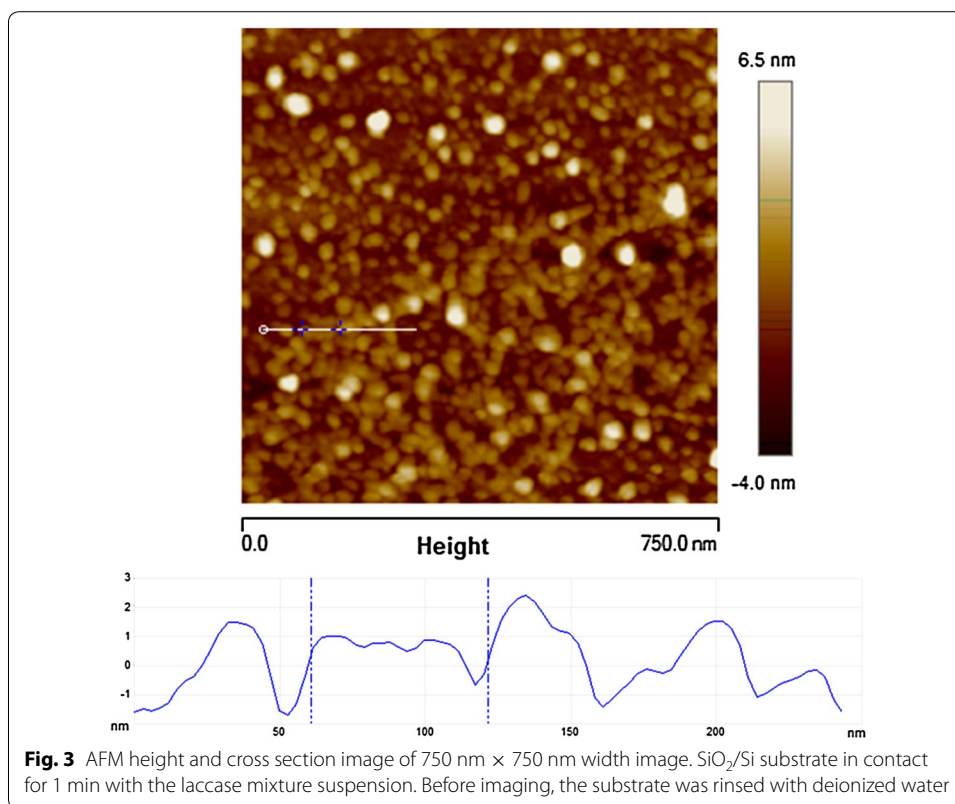 6.5 nm
-4.0 nm
0.0 Height 750.0 nm
3
2
1
0
-1
nm 50 100 150 200 nm
Fig. 3 AFM height and cross section image of 750 nm × 750 nm width image. SiO₂/Si substrate in contact
for 1 min with the laccase mixture suspension. Before imaging, the substrate was rinsed with deionized water